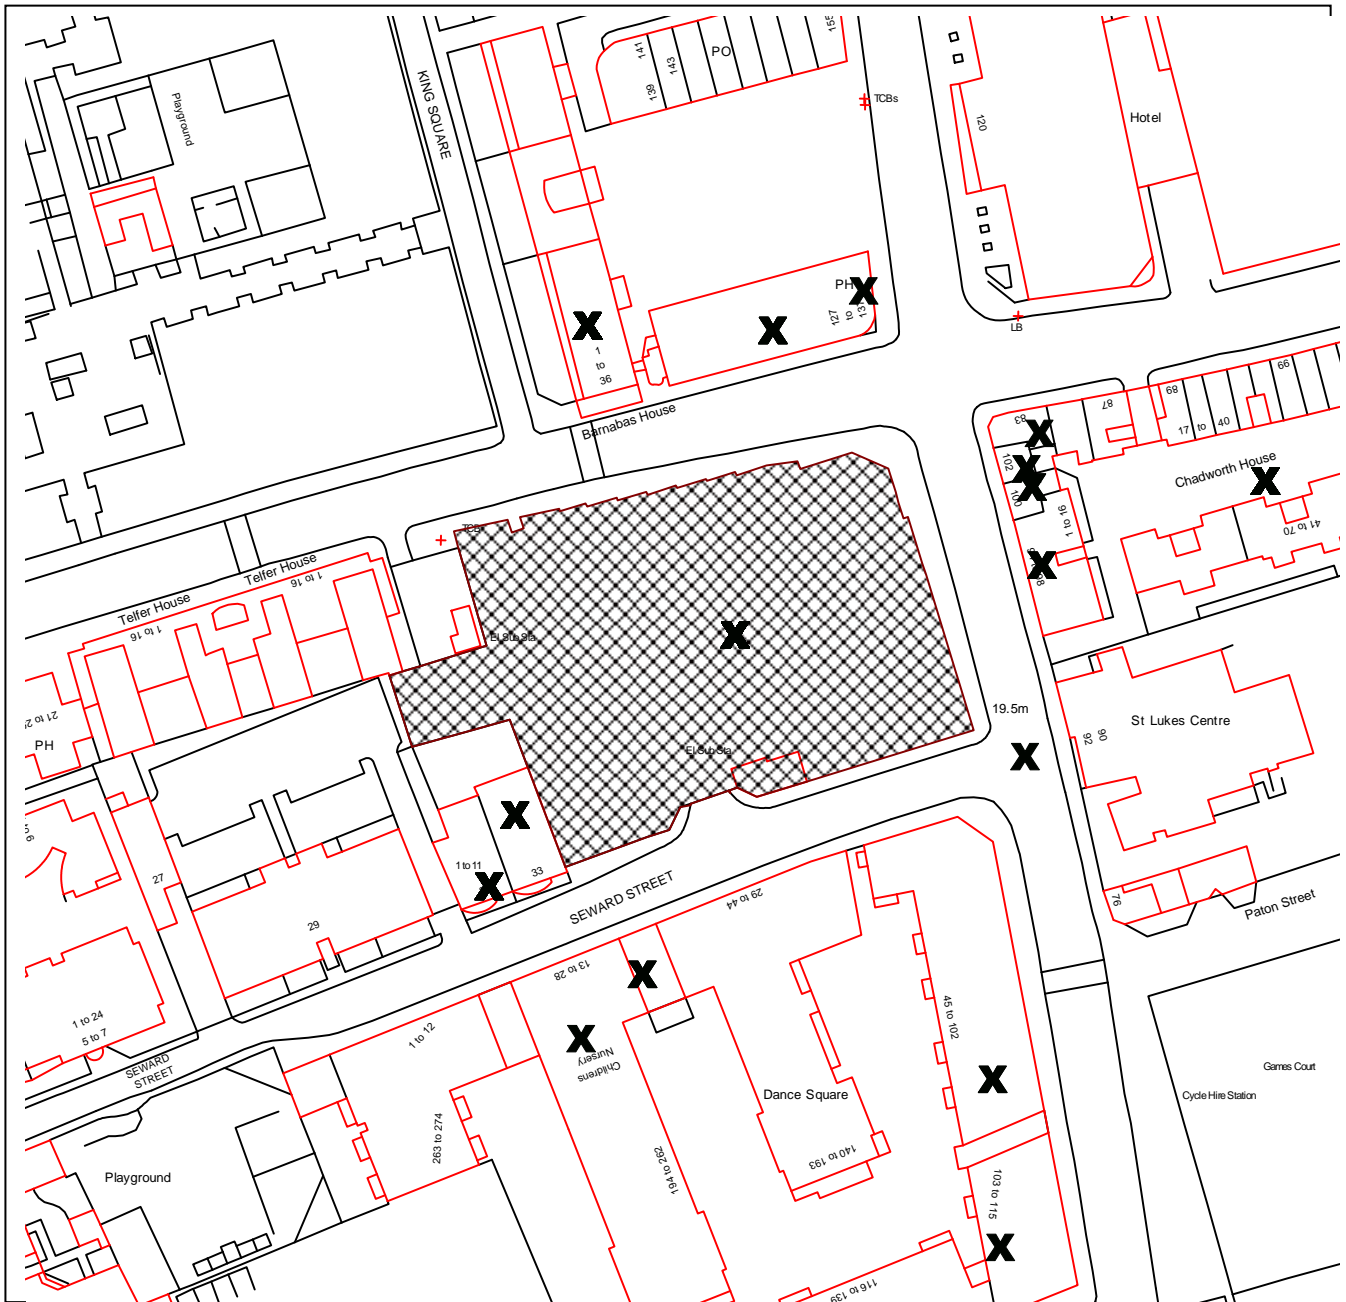 KING SQUARE
Playground
141
139
143
PO
155
TCBs
120
Hotel
PH
127
to
137
LB
1
to
36
Barnabas House
83
87
89
99
17 to 40
102
100
1 to 16
Chadworth House
41 to 70
TCB
Telfer House
1 to 16
Telfer House
1 to 16
El Sub Sta
PH
El Sub Sta
19.5m
St Lukes Centre
92
90
76
Paton Street
27
29
1 to 11
33
SEWARD STREET
29 to 44
13 to 28
1 to 24
5 to 7
SEWARD
STREET
1 to 12
Childrens
Nursery
45 to 102
Dance Square
Games Court
Cycle Hire Station
263 to 274
194 to 262
140 to 193
103 to 115
Playground
116 to 139